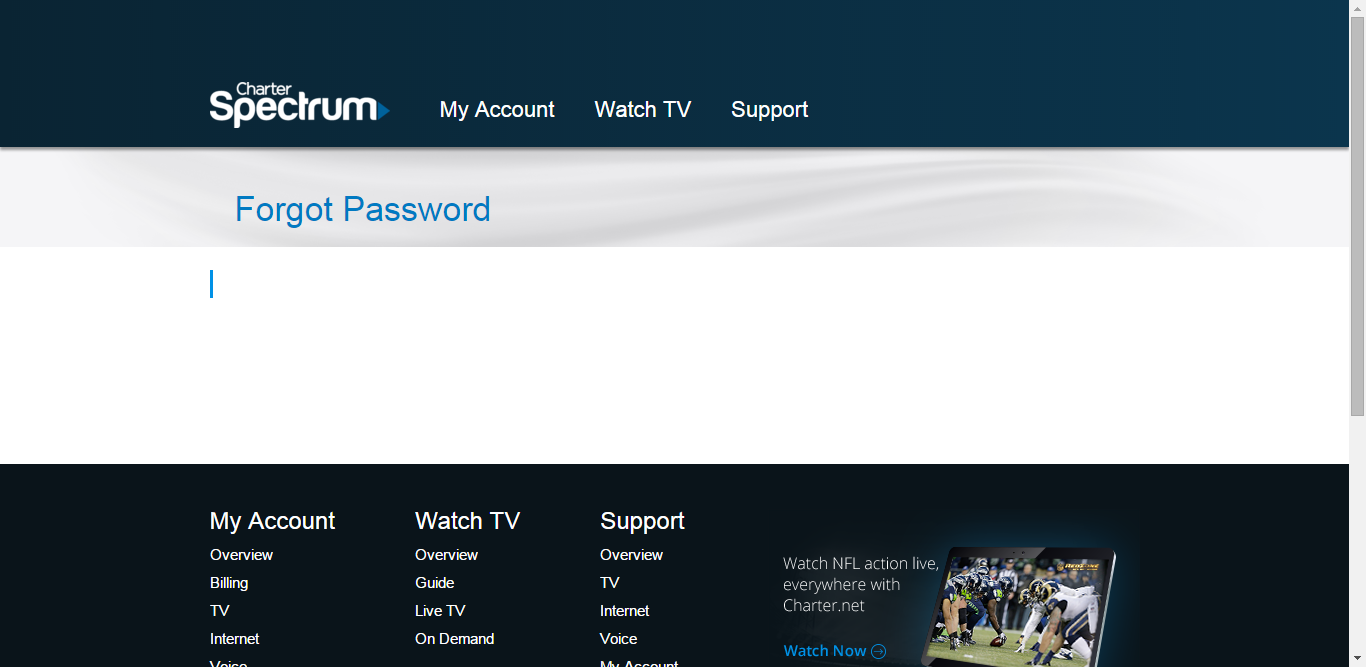 Charter
Spectrum
My Account
Watch TV
Support
Forgot Password
My Account
Overview
Billing
TV
Internet
Voice
Watch TV
Overview
Guide
Live TV
On Demand
Support
Overview
TV
Internet
Voice
My Account
Watch NFL action live,
everywhere with
Charter.net
Watch Now
REDZONE